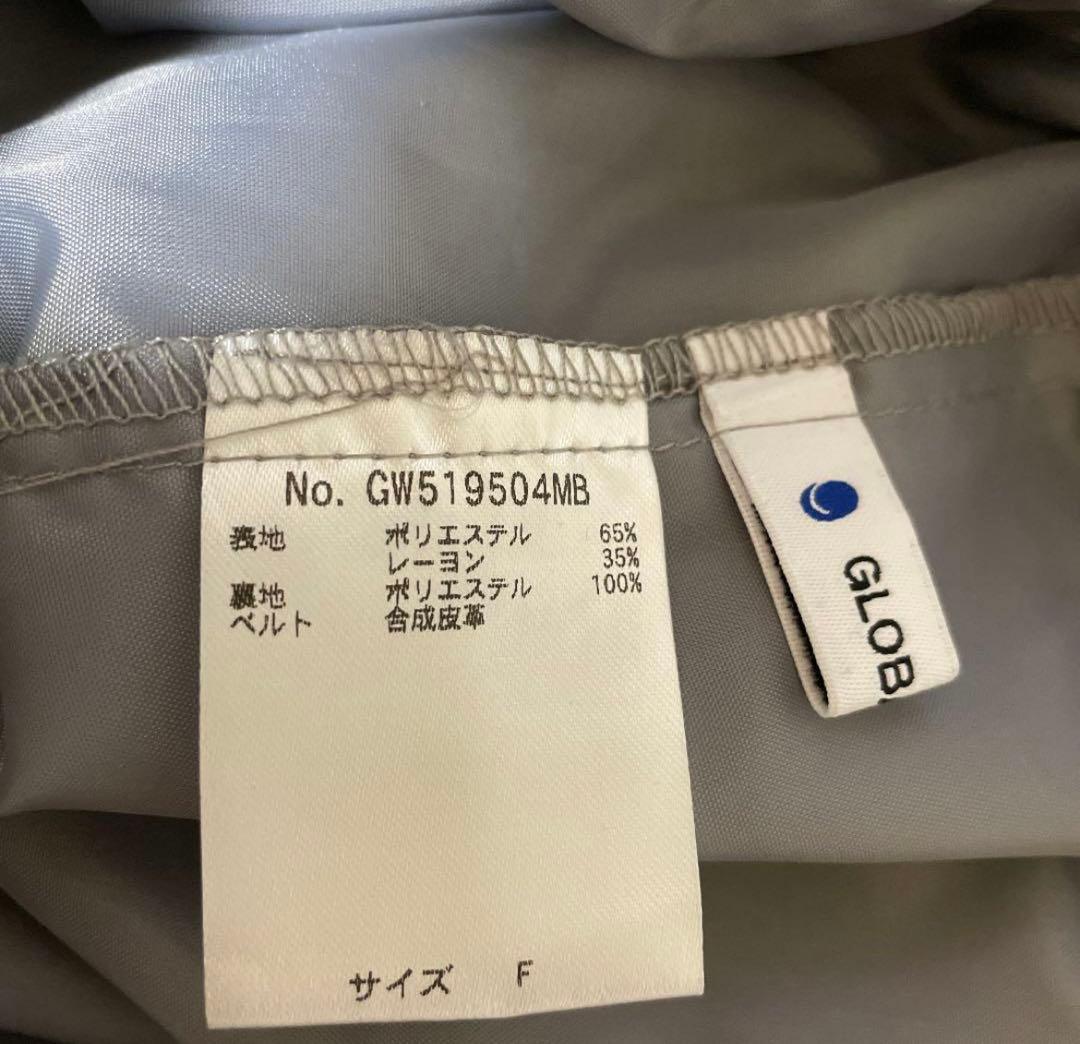 No. GW519504MB
表地 ポリエステル 65%
レーヨン 35%
裏地 ポリエステル 100%
ベルト 合成皮革
サイズ F
GLOB